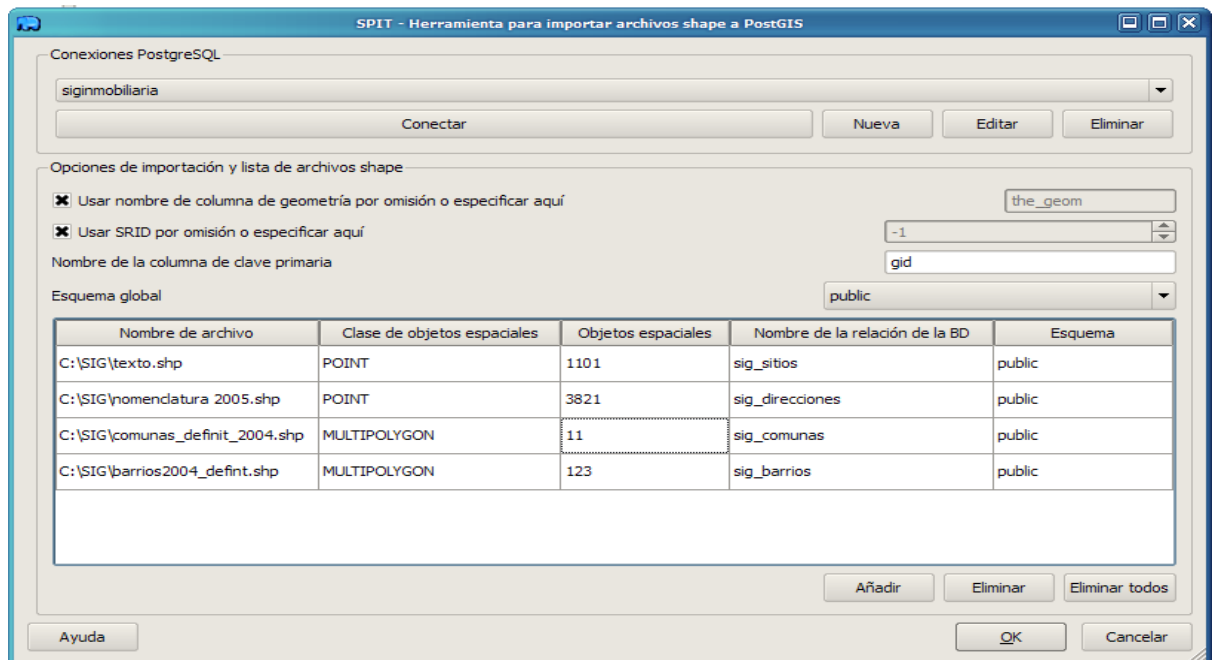 SPIT - Herramienta para importar archivos shape a PostGIS
Conexiones PostgreSQL
siginmobiliaria
Conectar Nueva Editar Eliminar
Opciones de importación y lista de archivos shape
Usar nombre de columna de geometría por omisión o especificar aquí the_geom
Usar SRID por omisión o especificar aquí -1
Nombre de la columna de clave primaria gid
Esquema global public
Nombre de archivo Clase de objetos espaciales Objetos espaciales Nombre de la relación de la BD Esquema
C:\SIG\texto.shp POINT 1101 sig_sitios public
C:\SIG\nomenclatura 2005.shp POINT 3821 sig_direcciones public
C:\SIG\comunas_definit_2004.shp MULTIPOLYGON 11 sig_comunas public
C:\SIG\barrios2004_defint.shp MULTIPOLYGON 123 sig_barrios public
Añadir Eliminar Eliminar todos
Ayuda OK Cancelar